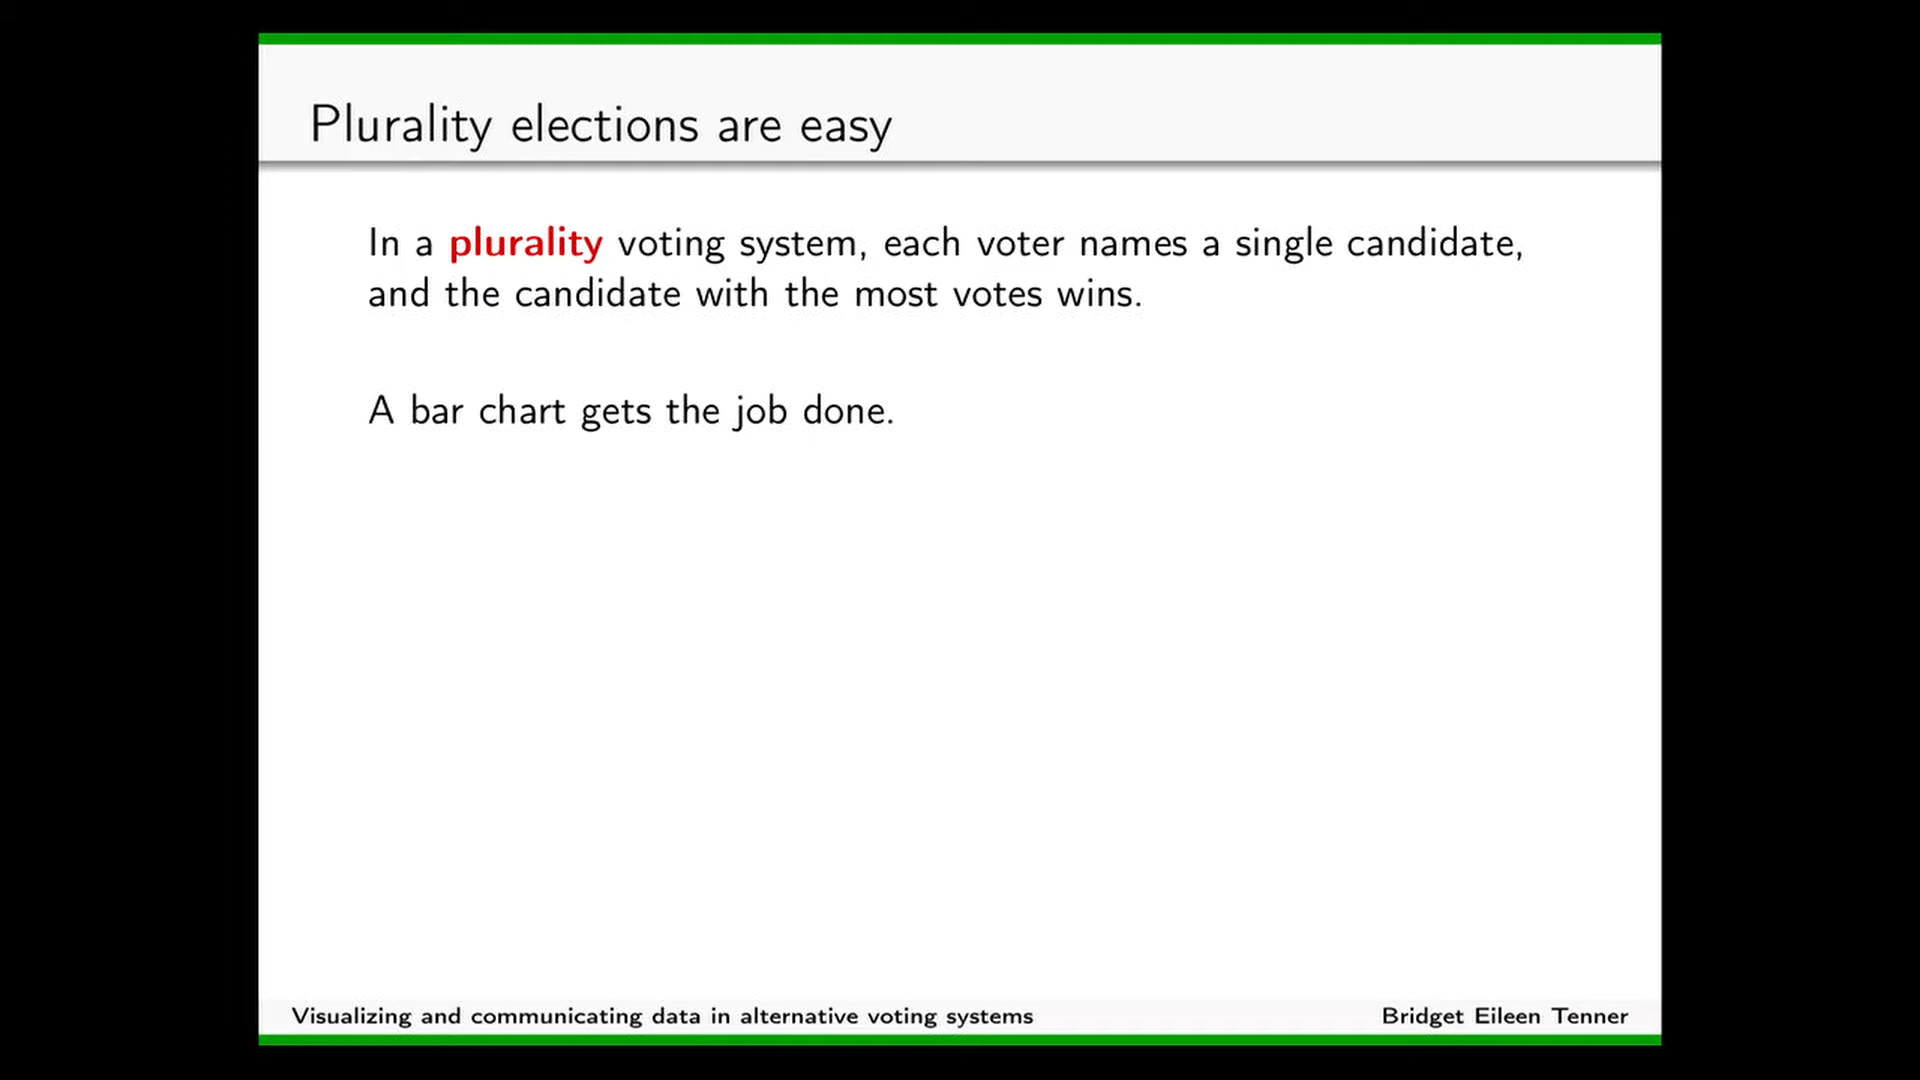 Plurality elections are easy
In a plurality voting system, each voter names a single candidate,
and the candidate with the most votes wins.
A bar chart gets the job done.
Visualizing and communicating data in alternative voting systems
Bridget Eileen Tenner